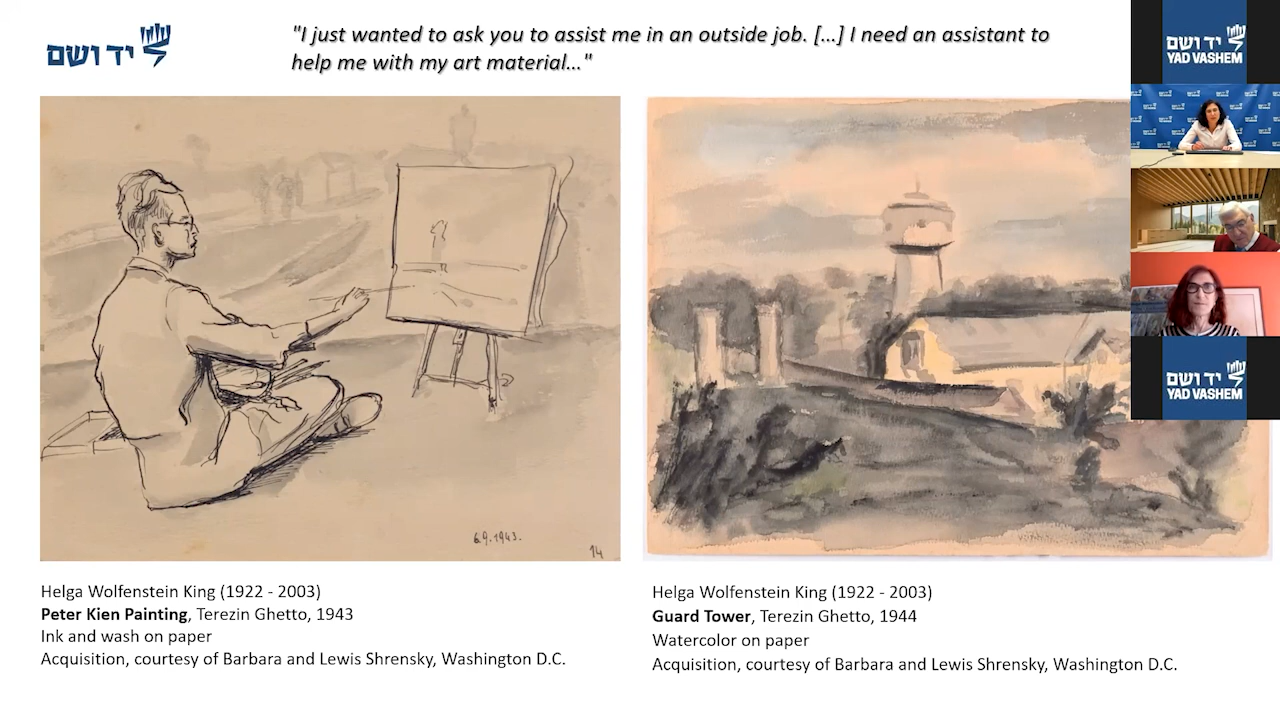 יד ושם
"I just wanted to ask you to assist me in an outside job. […] I need an assistant to
help me with my art material…"
6.9.1943.
14
Helga Wolfenstein King (1922 - 2003)
Peter Kien Painting, Terezin Ghetto, 1943
Ink and wash on paper
Acquisition, courtesy of Barbara and Lewis Shrensky, Washington D.C.
Helga Wolfenstein King (1922 - 2003)
Guard Tower, Terezin Ghetto, 1944
Watercolor on paper
Acquisition, courtesy of Barbara and Lewis Shrensky, Washington D.C.
יד ושם
YAD VASHEM
יד ושם
YAD VASHEM